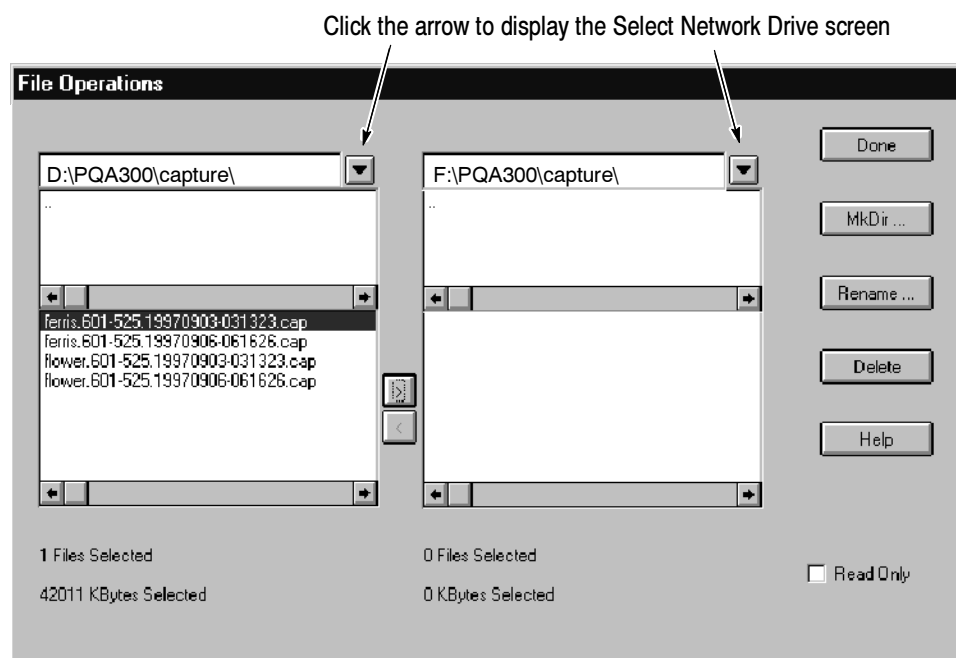 Click the arrow to display the Select Network Drive screen
File Operations
D:\PQA300\capture\
F:\PQA300\capture\
Done
..
..
MkDir ...
Rename ...
ferris.601-525.19970903-031323.cap
ferris.601-525.19970906-061626.cap
flower.601-525.19970903-031323.cap
flower.601-525.19970906-061626.cap
Delete
>
<
Help
1 Files Selected
0 Files Selected
42011 KBytes Selected
0 KBytes Selected
Read Only